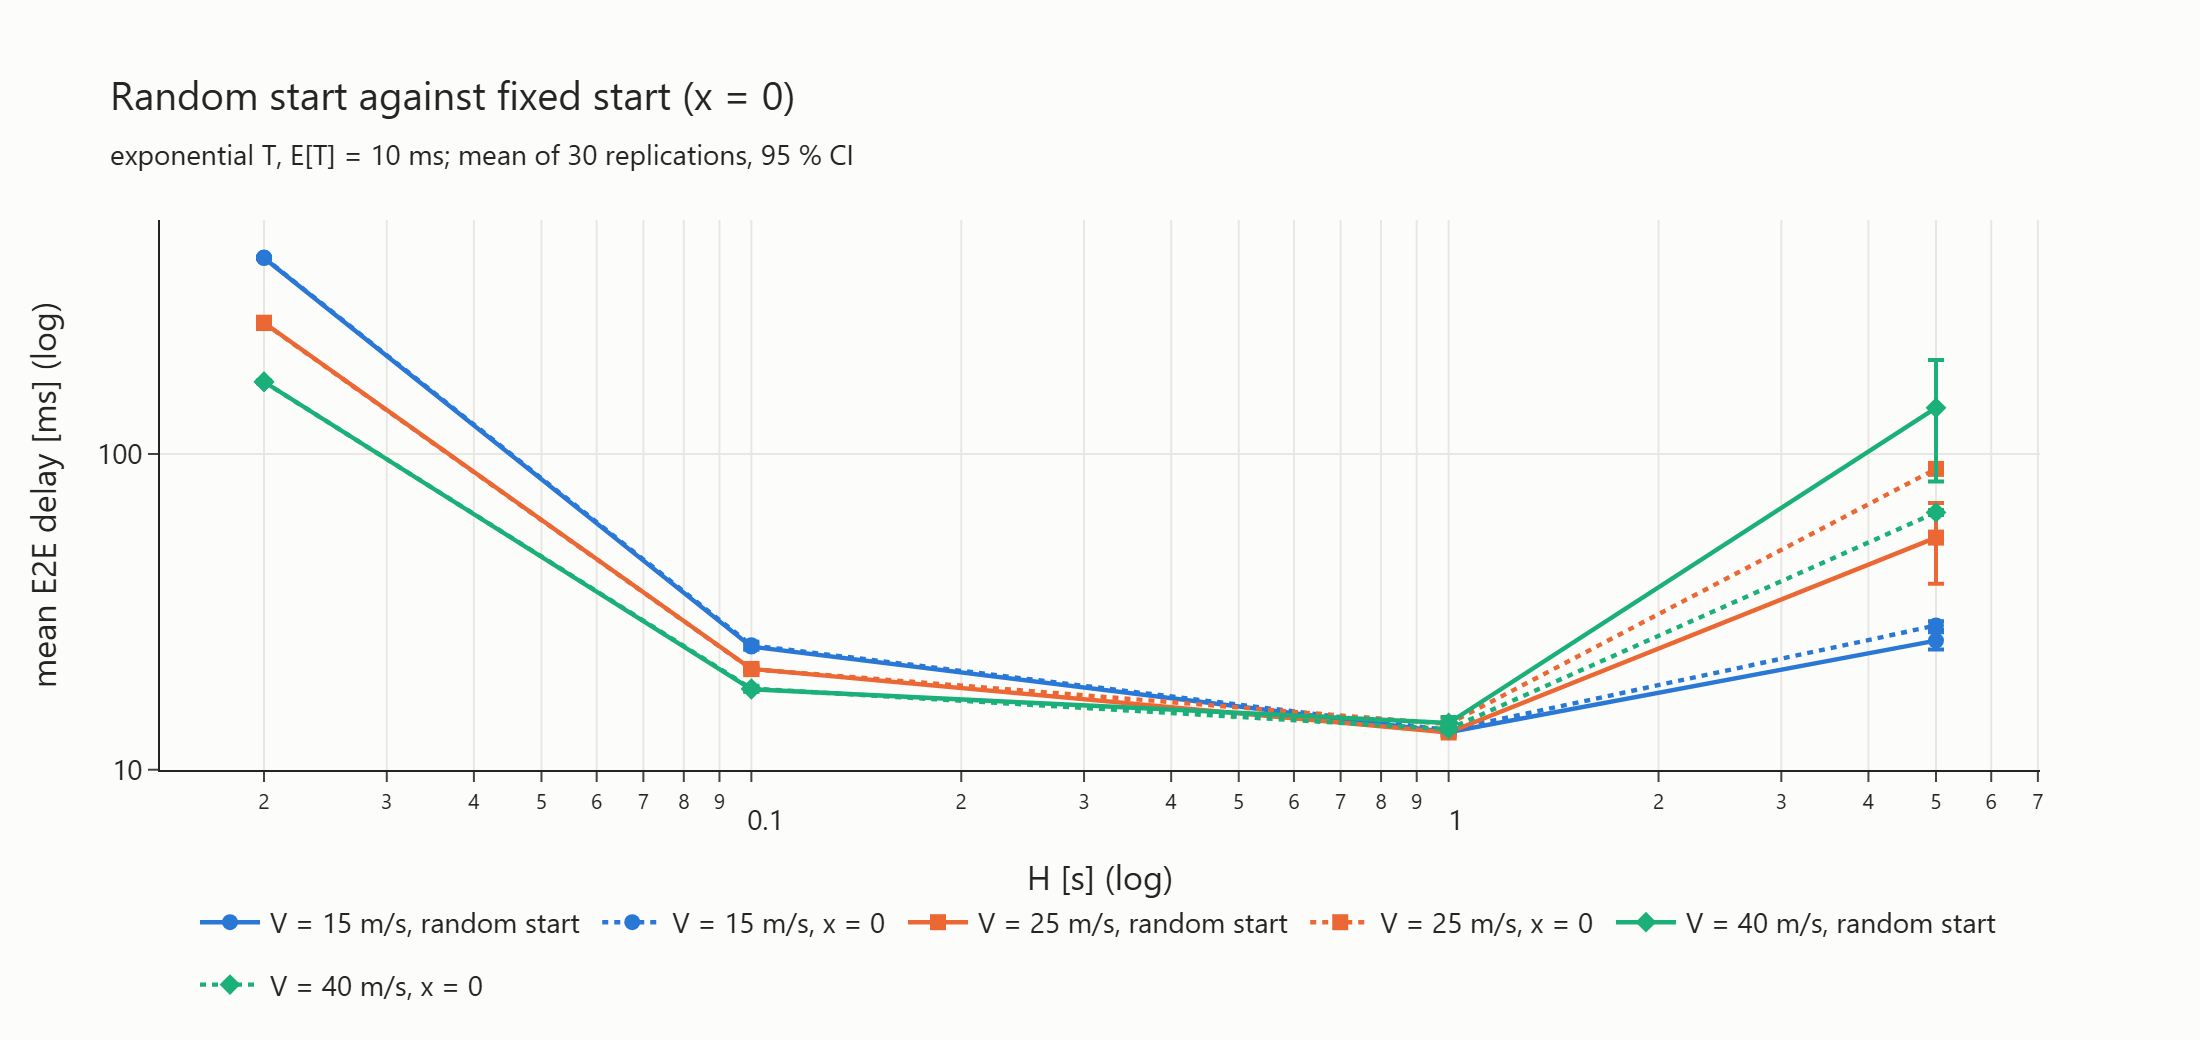 Random start against fixed start (x = 0)
exponential T, E[T] = 10 ms; mean of 30 replications, 95 % CI
mean E2E delay [ms] (log)
100
10
2 3 4 5 6 7 8 9 2 3 4 5 6 7 8 9 2 3 4 5 6 7
0.1 1
H [s] (log)
V = 15 m/s, random start V = 15 m/s, x = 0 V = 25 m/s, random start V = 25 m/s, x = 0 V = 40 m/s, random start
V = 40 m/s, x = 0